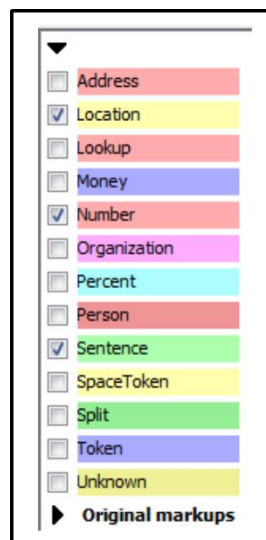 Address
Location
Lookup
Money
Number
Organization
Percent
Person
Sentence
SpaceToken
Split
Token
Unknown
Original markups